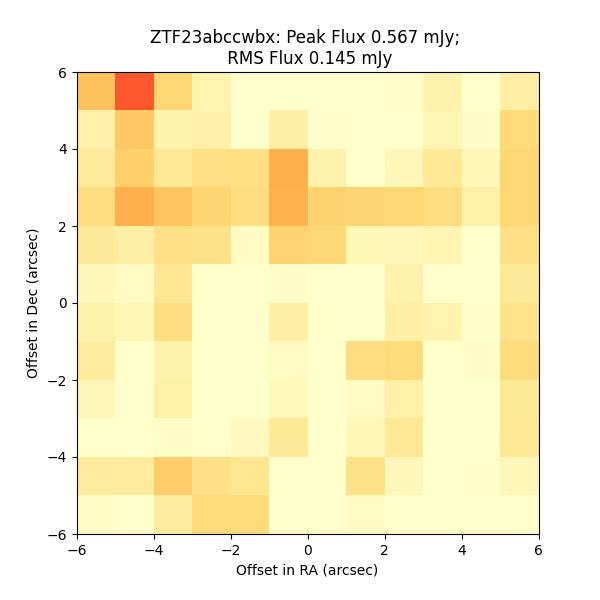 ZTF23abccwbx: Peak Flux 0.567 mJy;
RMS Flux 0.145 mJy
6
4
2
0
−2
−4
−6
Offset in Dec (arcsec)
−6 −4 −2 0 2 4 6
Offset in RA (arcsec)